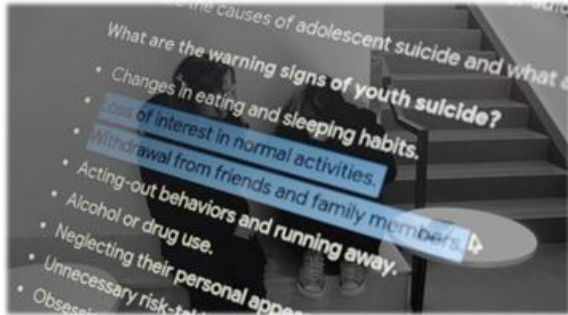 the causes of adolescent suicide and what
What are the warning signs of youth suicide?
• Changes in eating and sleeping habits.
• Loss of interest in normal activities.
• Withdrawal from friends and family members.
• Acting-out behaviors and running away.
• Alcohol or drug use.
• Neglecting their personal
• Unnecessary
•